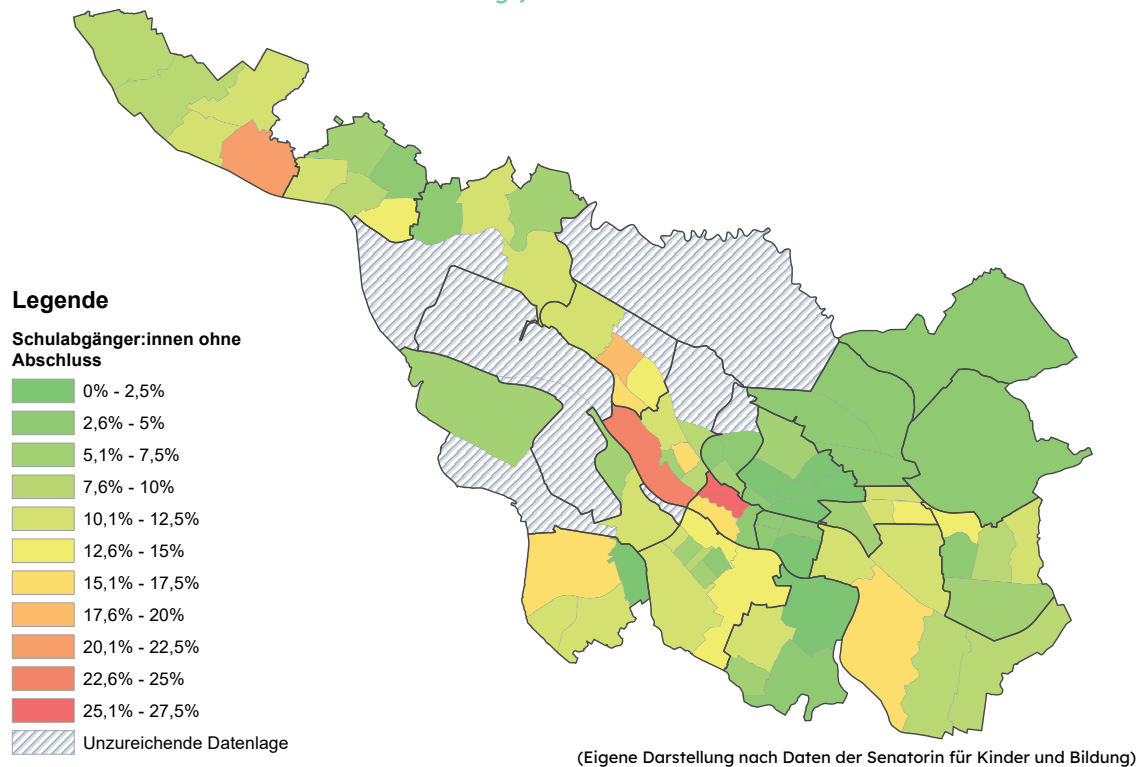 Legende
Schulabgänger:innen ohne
Abschluss
0% - 2,5%
2,6% - 5%
5,1% - 7,5%
7,6% - 10%
10,1% - 12,5%
12,6% - 15%
15,1% - 17,5%
17,6% - 20%
20,1% - 22,5%
22,6% - 25%
25,1% - 27,5%
Unzureichende Datenlage
(Eigene Darstellung nach Daten der Senatorin für Kinder und Bildung)